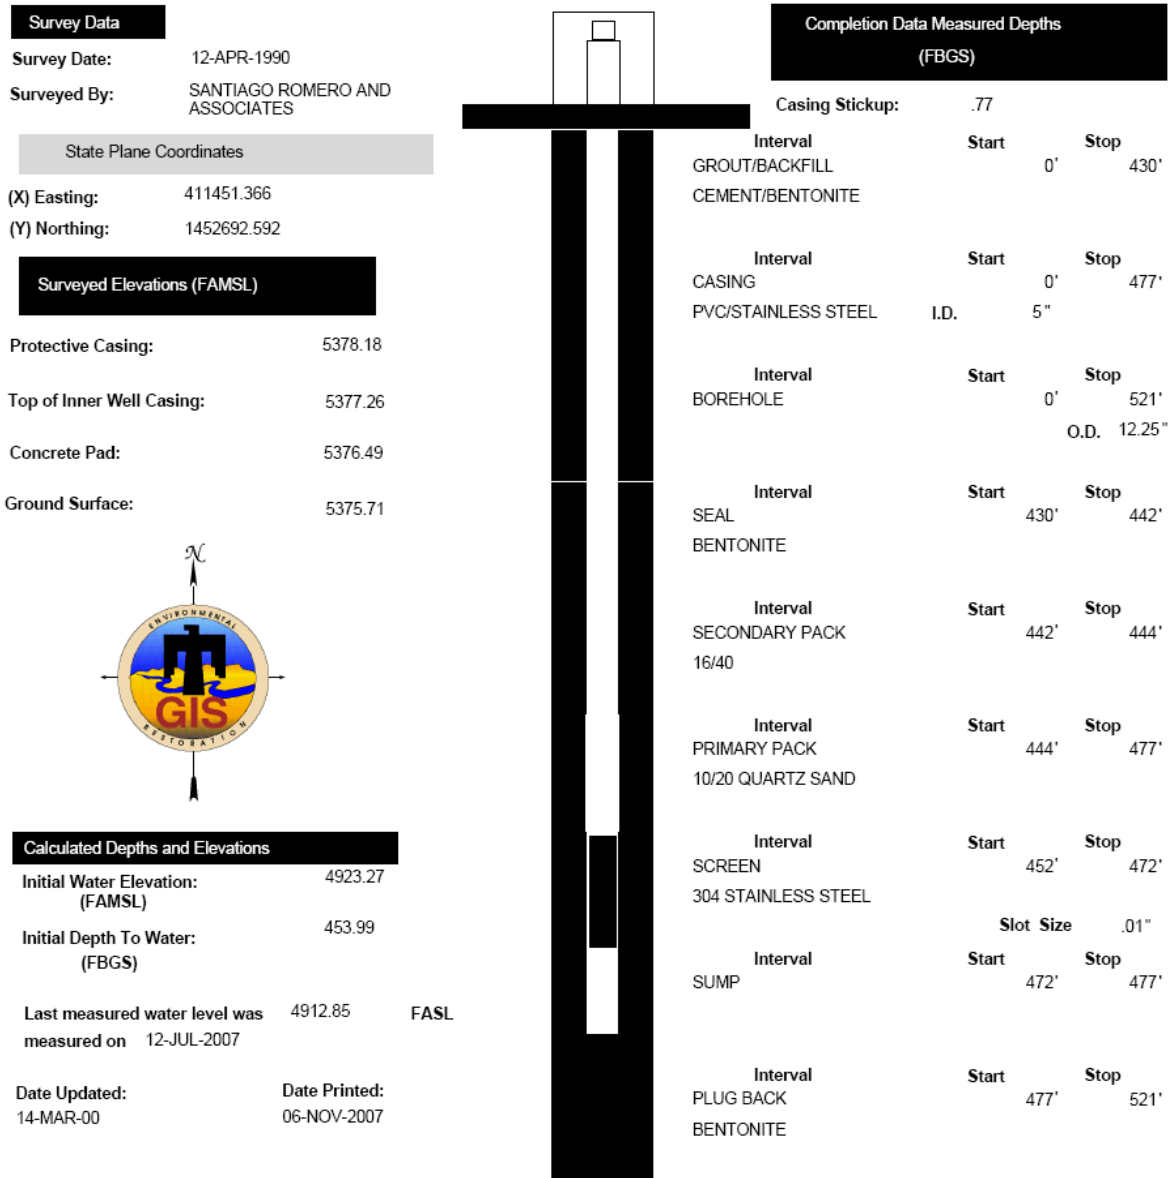 Survey Data
Survey Date: 12-APR-1990
Surveyed By: SANTIAGO ROMERO AND
ASSOCIATES
State Plane Coordinates
(X) Easting: 411451.366
(Y) Northing: 1452692.592
Surveyed Elevations (FAMSL)
Protective Casing: 5378.18
Top of Inner Well Casing: 5377.26
Concrete Pad: 5376.49
Ground Surface: 5375.71
N
ENVIRONMENTAL
GIS
RESTORATION
Calculated Depths and Elevations
Initial Water Elevation: 4923.27
(FAMSL)
Initial Depth To Water: 453.99
(FBGS)
Last measured water level was 4912.85 FASL
measured on 12-JUL-2007
Date Updated: Date Printed:
14-MAR-00 06-NOV-2007
Completion Data Measured Depths
(FBGS)
Casing Stickup: .77
Interval Start Stop
GROUT/BACKFILL 0' 430'
CEMENT/BENTONITE
Interval Start Stop
CASING 0' 477'
PVC/STAINLESS STEEL I.D. 5"
Interval Start Stop
BOREHOLE 0' 521'
O.D. 12.25"
Interval Start Stop
SEAL 430' 442'
BENTONITE
Interval Start Stop
SECONDARY PACK 442' 444'
16/40
Interval Start Stop
PRIMARY PACK 444' 477'
10/20 QUARTZ SAND
Interval Start Stop
SCREEN 452' 472'
304 STAINLESS STEEL
Slot Size .01"
Interval Start Stop
SUMP 472' 477'
Interval Start Stop
PLUG BACK 477' 521'
BENTONITE